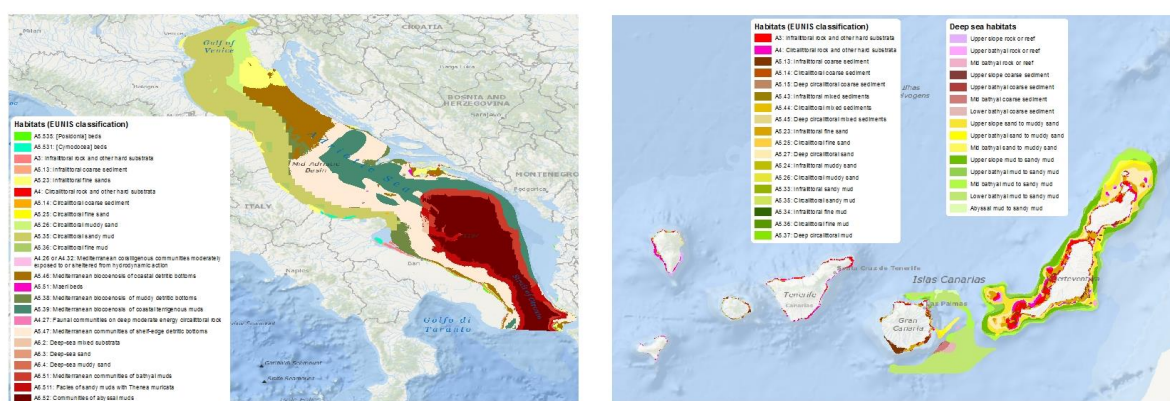 Milan
Venice
Gulf of
Venice
CROATIA
BOSNIA AND
HERZEGOVINA
Sarajevo
MONTENEGRO
Podgorica
Mid Adriatic
Basin
ITALY
Naples
Bari
Golfo di
Taranto
Habitats (EUNIS classification)
A5.535: [Posidonia] beds
A5.531: [Cymodocea] beds
A3: Infralittoral rock and other hard substrata
A5.13: Infralittoral coarse sediment
A5.23: Infralittoral fine sands
A4: Circalittoral rock and other hard substrata
A5.14: Circalittoral coarse sediment
A5.25: Circalittoral fine sand
A5.26: Circalittoral muddy sand
A5.35: Circalittoral sandy mud
A5.36: Circalittoral fine mud
A4.26 or A4.32: Mediterranean coralligenous communities moderately
exposed to or sheltered from hydrodynamic action
A5.46: Mediterranean biocoenosis of coastal detritic bottoms
A5.51: Maerl beds
A5.38: Mediterranean biocoenosis of muddy detritic bottoms
A5.39: Mediterranean biocoenosis of coastal terrigenous muds
A4.27: Faunal communities on deep moderate energy circalittoral rock
A5.47: Mediterranean communities of shelf-edge detritic bottoms
A6.2: Deep-sea mixed substrata
A6.3: Deep-sea sand
A6.4: Deep-sea muddy sand
A6.51: Mediterranean communities of bathyal muds
A6.511: Facies of sandy muds with Thenea muricata
A6.52: Communities of abyssal muds
Habitats (EUNIS classification)
A3: Infralittoral rock and other hard substrata
A4: Circalittoral rock and other hard substrata
A5.13: Infralittoral coarse sediment
A5.14: Circalittoral coarse sediment
A5.15: Deep circalittoral coarse sediment
A5.43: Infralittoral mixed sediments
A5.44: Circalittoral mixed sediments
A5.45: Deep circalittoral mixed sediments
A5.23: Infralittoral fine sand
A5.25: Circalittoral fine sand
A5.27: Deep circalittoral sand
A5.24: Infralittoral muddy sand
A5.26: Circalittoral muddy sand
A5.33: Infralittoral sandy mud
A5.35: Circalittoral sandy mud
A5.34: Infralittoral fine mud
A5.36: Circalittoral fine mud
A5.37: Deep circalittoral mud
Deep sea habitats
Upper slope rock or reef
Upper bathyal rock or reef
Mid bathyal rock or reef
Upper slope coarse sediment
Upper bathyal coarse sediment
Mid bathyal coarse sediment
Lower bathyal coarse sediment
Upper slope sand to muddy sand
Upper bathyal sand to muddy sand
Mid bathyal sand to muddy sand
Upper slope mud to sandy mud
Upper bathyal mud to sandy mud
Mid bathyal mud to sandy mud
Lower bathyal mud to sandy mud
Abyssal mud to sandy mud
Santa Cruz de Tenerife
Islas Canarias
Tenerife
Canarias
Las Palmas
Gran
Canaria